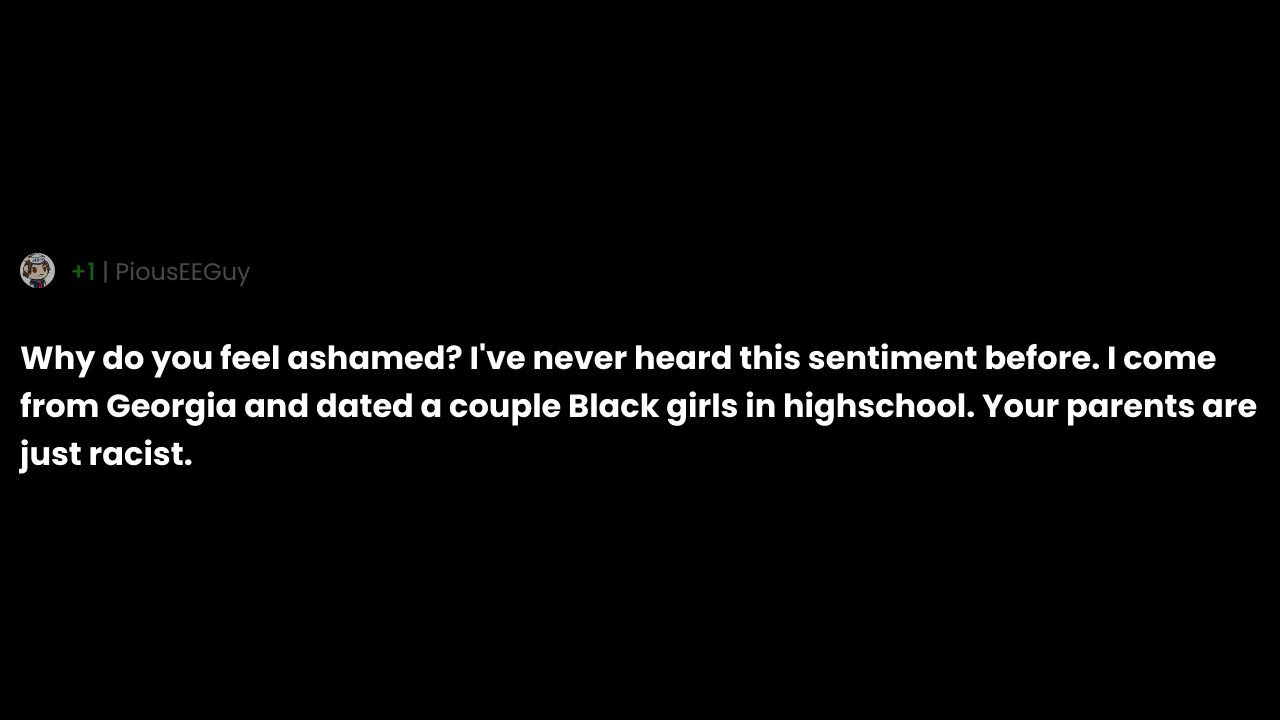 +1 | PiousEEGuy
Why do you feel ashamed? I've never heard this sentiment before. I come
from Georgia and dated a couple Black girls in highschool. Your parents are
just racist.